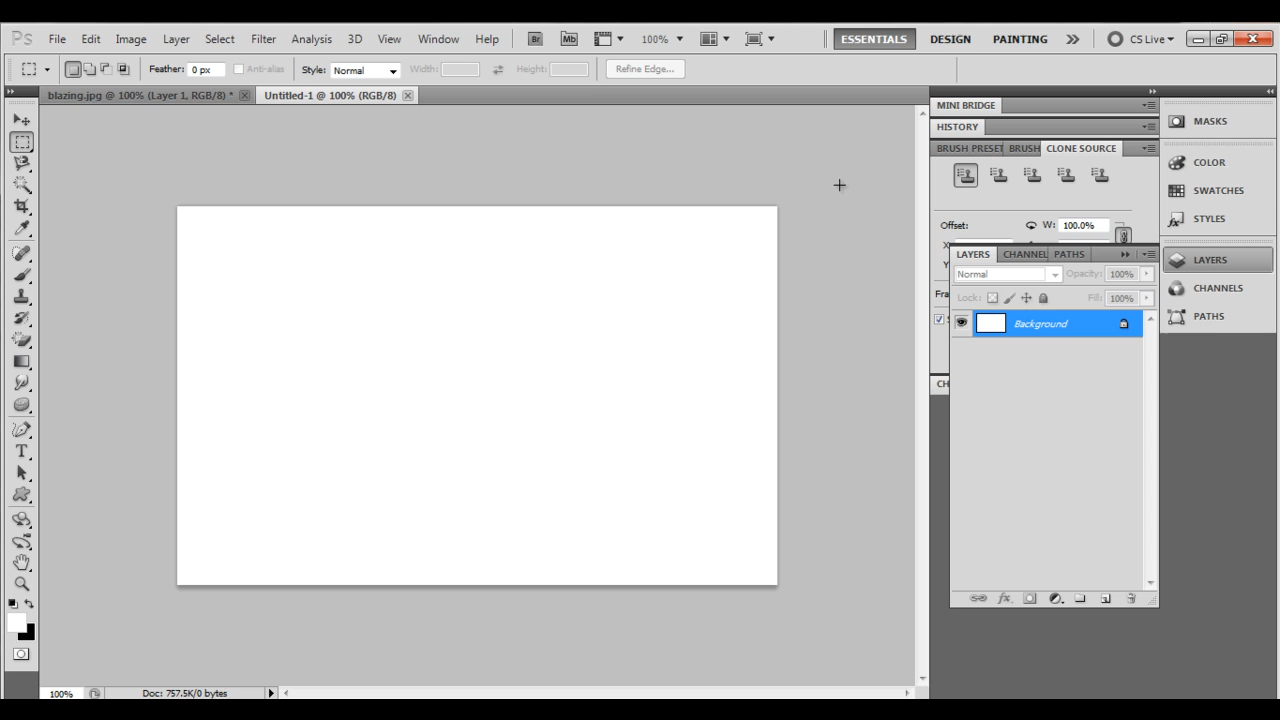 Ps File Edit Image Layer Select Filter Analysis 3D View Window Help Br Mb 100% ESSENTIALS DESIGN PAINTING CS Live
Feather: 0 px Anti-alias Style: Normal Width: Height: Refine Edge...
blazing.jpg @ 100% (Layer 1, RGB/8) * Untitled-1 @ 100% (RGB/8)
MINI BRIDGE
HISTORY
BRUSH PRESET BRUSH CLONE SOURCE
Offset: W: 100.0%
X:
Y:
Fra
CH
LAYERS CHANNEL PATHS
Normal Opacity: 100%
Lock: Fill: 100%
Background
MASKS
COLOR
SWATCHES
STYLES
LAYERS
CHANNELS
PATHS
T
fx
100% Doc: 757.5K/0 bytes